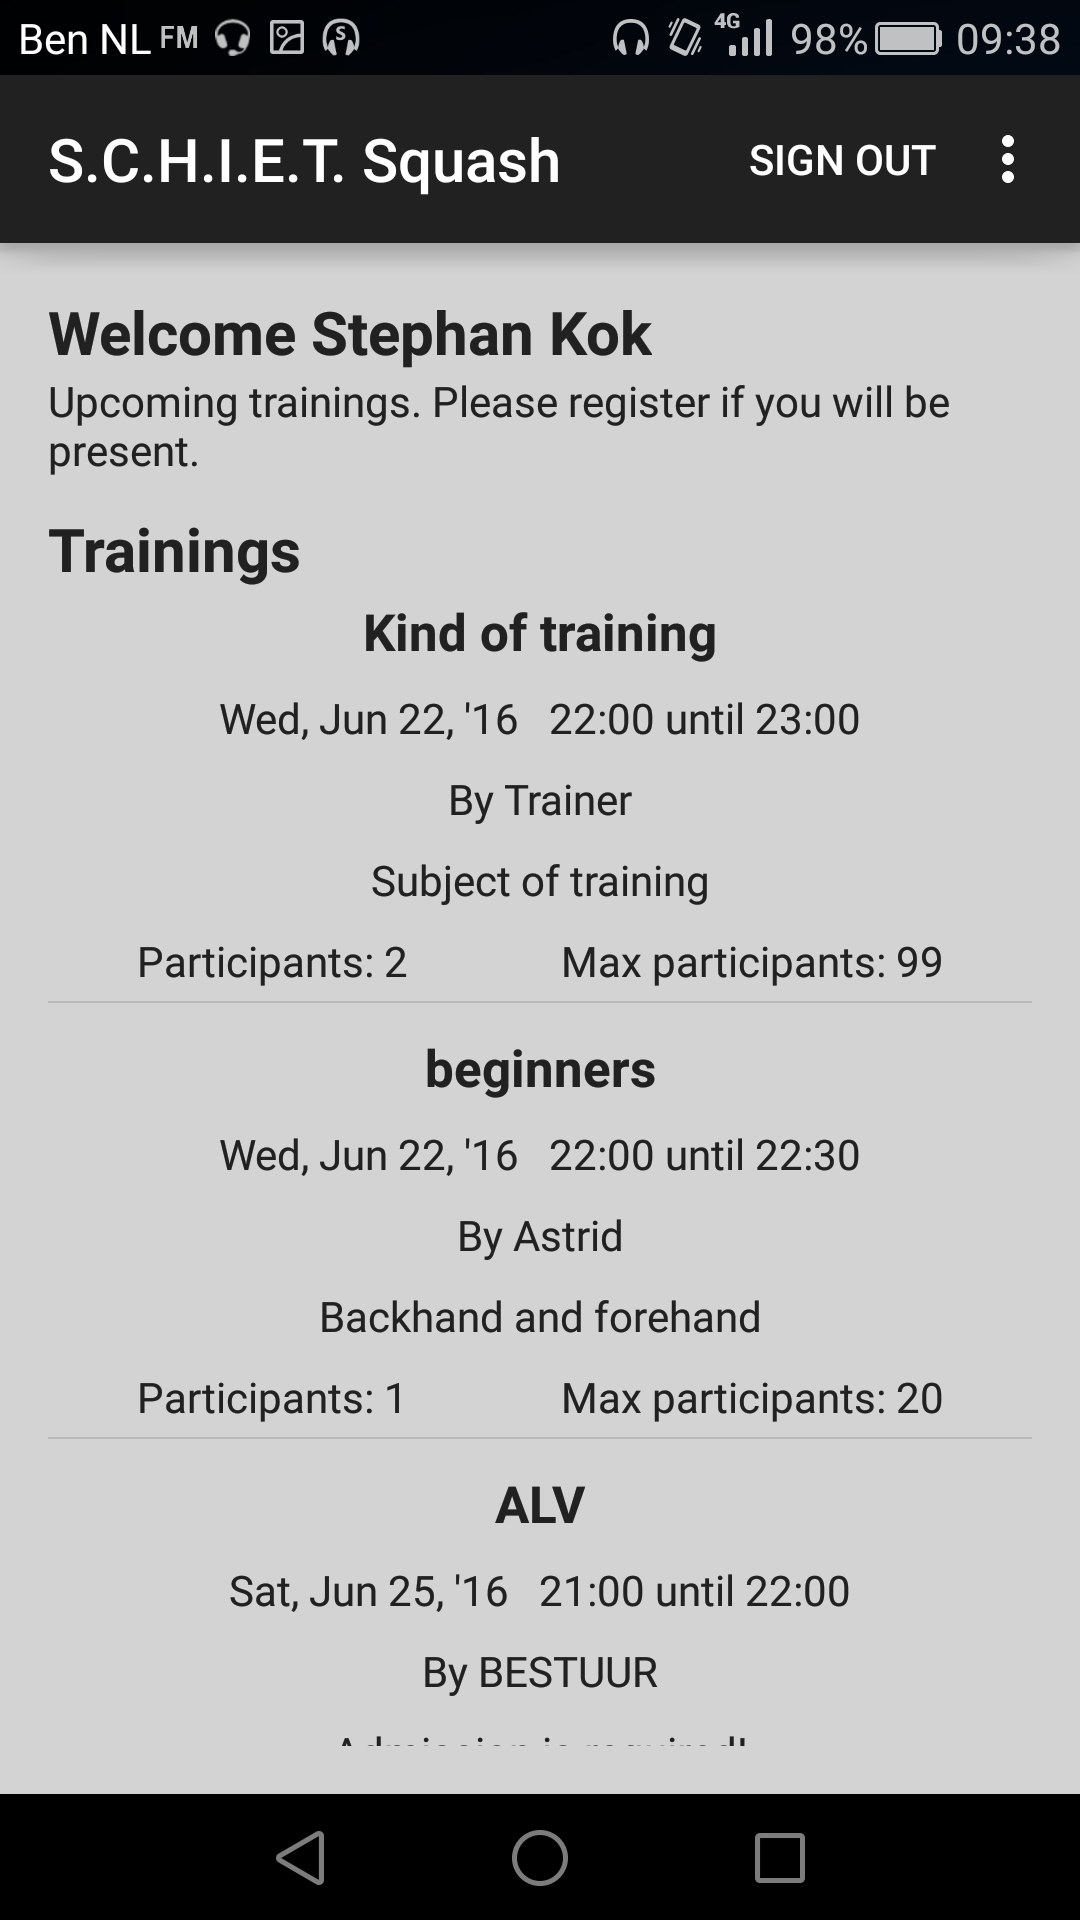 Ben NL FM 4G 98% 09:38
S.C.H.I.E.T. Squash SIGN OUT
Welcome Stephan Kok
Upcoming trainings. Please register if you will be
present.
Trainings
Kind of training
Wed, Jun 22, '16 22:00 until 23:00
By Trainer
Subject of training
Participants: 2 Max participants: 99
beginners
Wed, Jun 22, '16 22:00 until 22:30
By Astrid
Backhand and forehand
Participants: 1 Max participants: 20
ALV
Sat, Jun 25, '16 21:00 until 22:00
By BESTUUR
Admission is required!